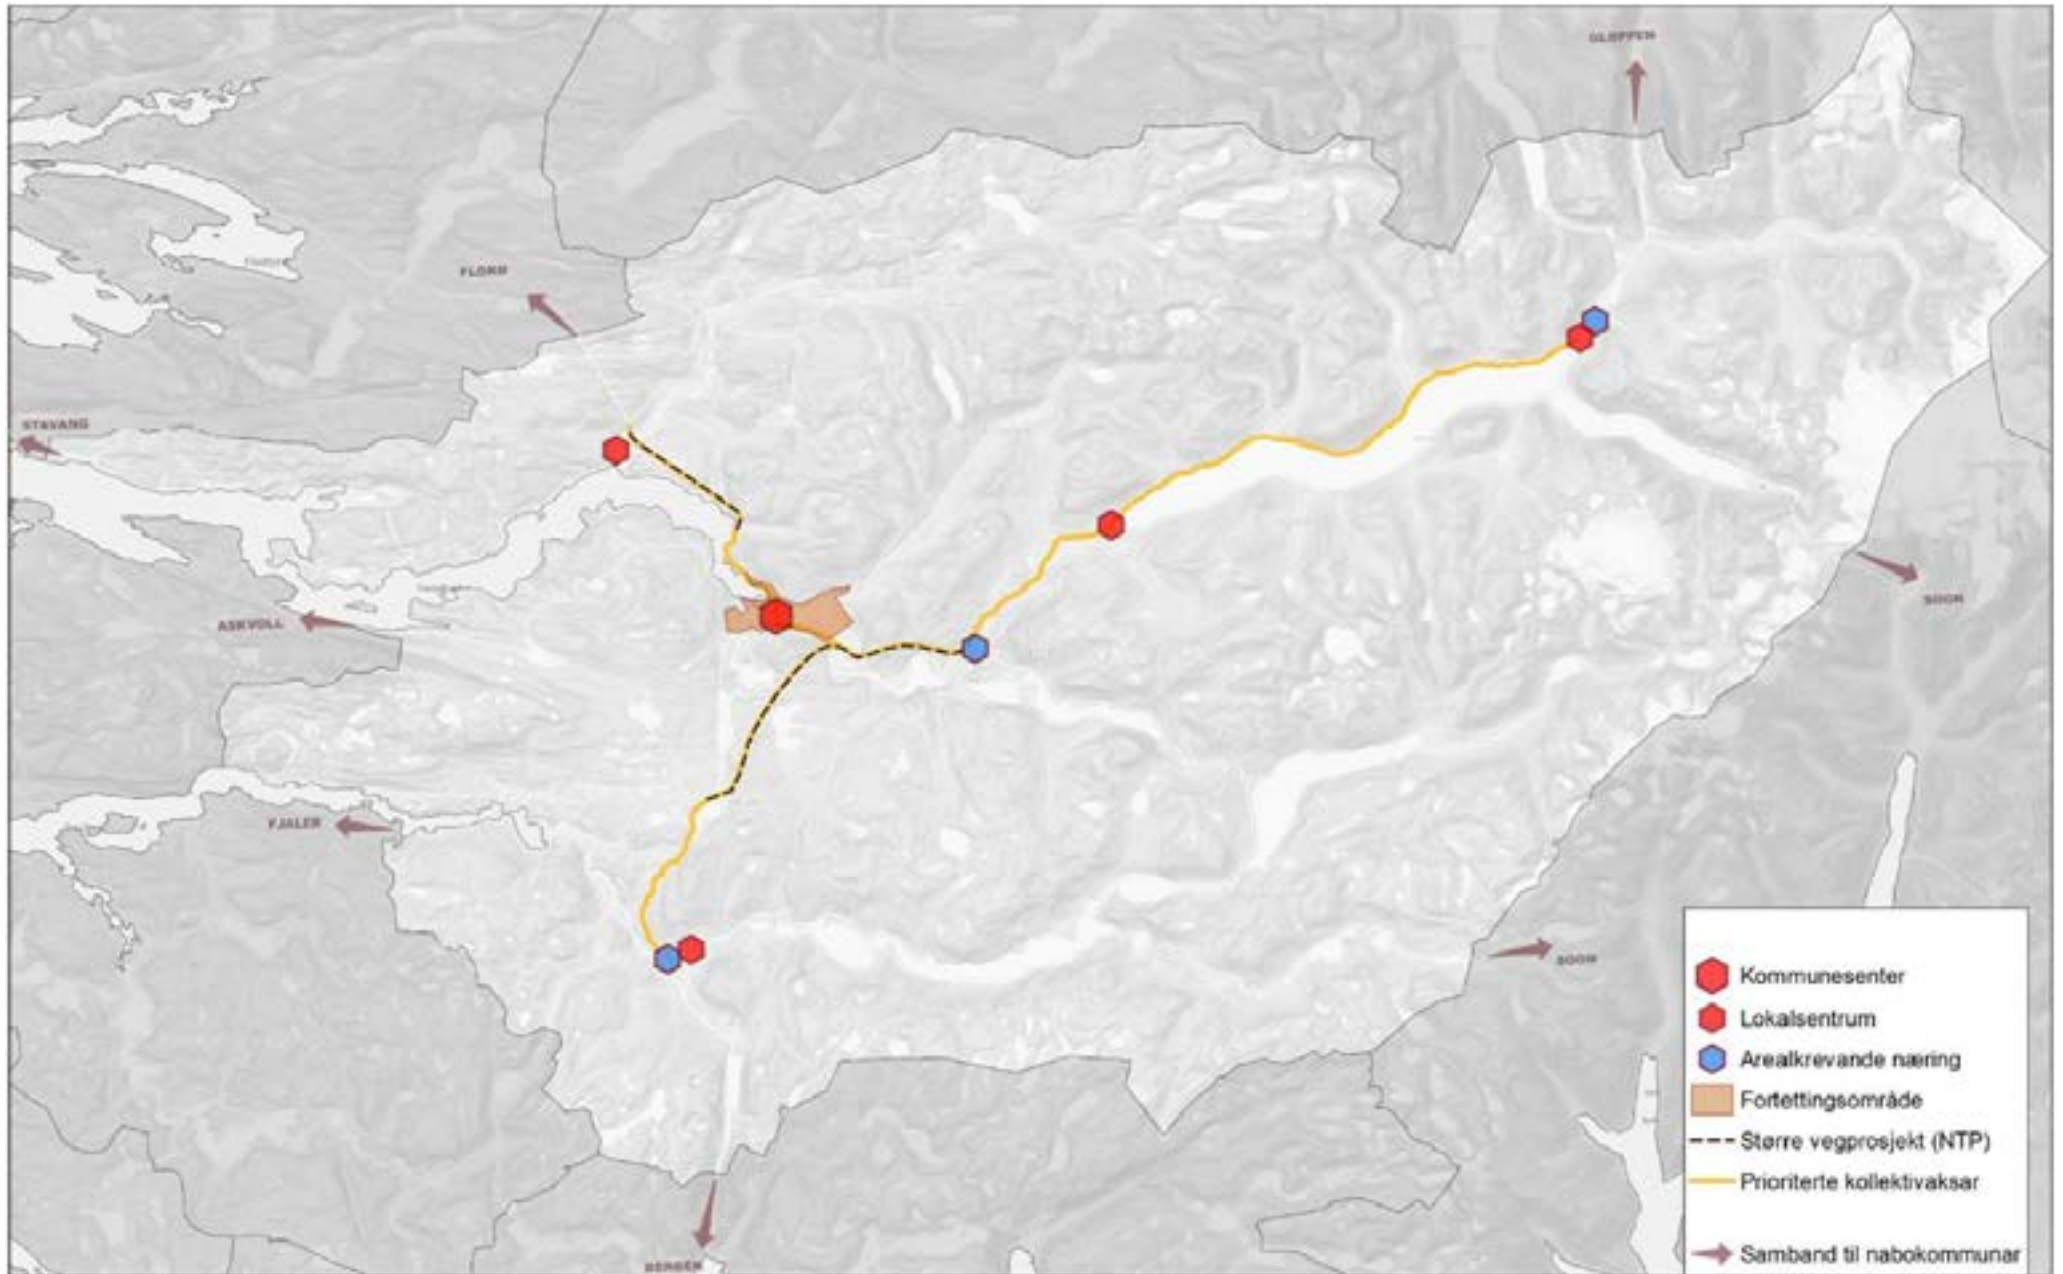 GLOPPEN
FLORØ
STAVANG
ASKVOLL
SOGN
FJALER
SOGN
BERGEN
Kommunesenter
Lokalsentrum
Arealkrevande næring
Fortettingsområde
Større vegprosjekt (NTP)
Prioriterte kollektivaksar
Samband til nabokommunar